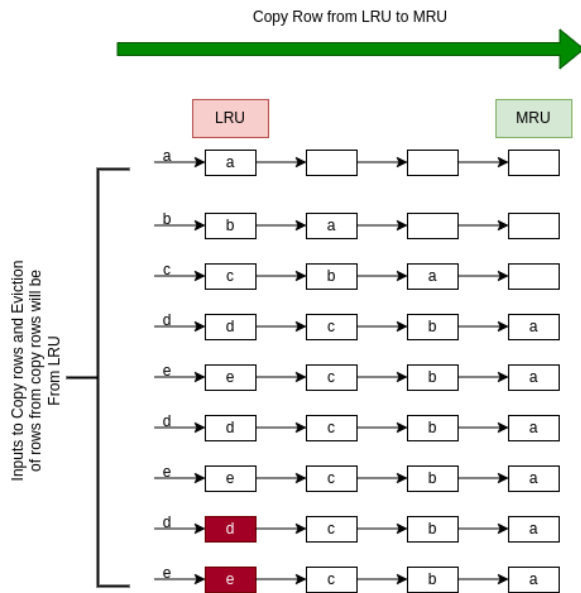 Copy Row from LRU to MRU
LRU
MRU
a
a
b
b a
c
c b a
d
d c b a
e
e c b a
d
d c b a
e
e c b a
d
d c b a
e
e c b a
Inputs to Copy rows and Eviction
of rows from copy rows will be
From LRU